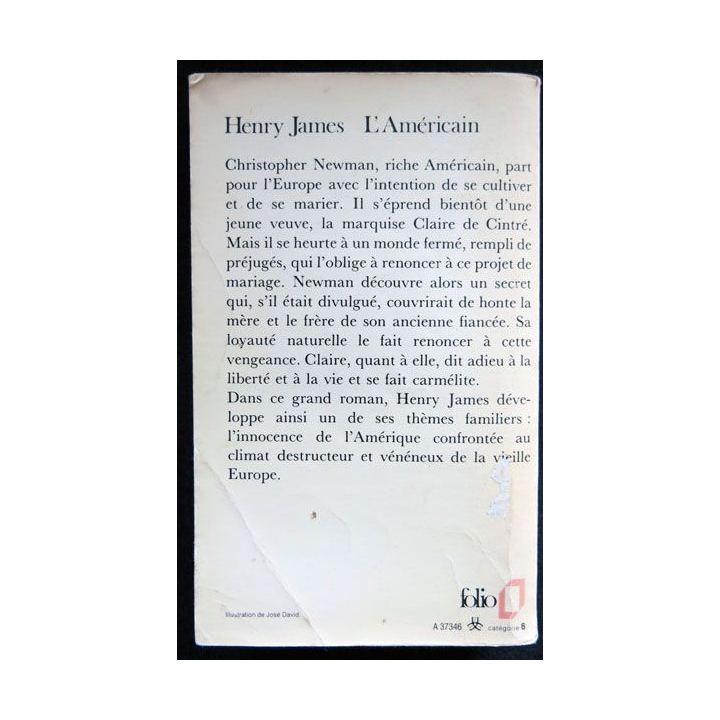 Henry James L'Américain
Christopher Newman, riche Américain, part
pour l'Europe avec l'intention de se cultiver
et de se marier. Il s'éprend bientôt d'une
jeune veuve, la marquise Claire de Cintré.
Mais il se heurte à un monde fermé, rempli de
préjugés, qui l'oblige à renoncer à ce projet de
mariage. Newman découvre alors un secret
qui, s'il était divulgué, couvrirait de honte la
mère et le frère de son ancienne fiancée. Sa
loyauté naturelle le fait renoncer à cette
vengeance. Claire, quant à elle, dit adieu à la
liberté et à la vie et se fait carmélite.
Dans ce grand roman, Henry James déve-
loppe ainsi un de ses thèmes familiers :
l'innocence de l'Amérique confrontée au
climat destructeur et vénéneux de la vieille
Europe.
folio
Illustration de José David.
A 37346 catégorie 6